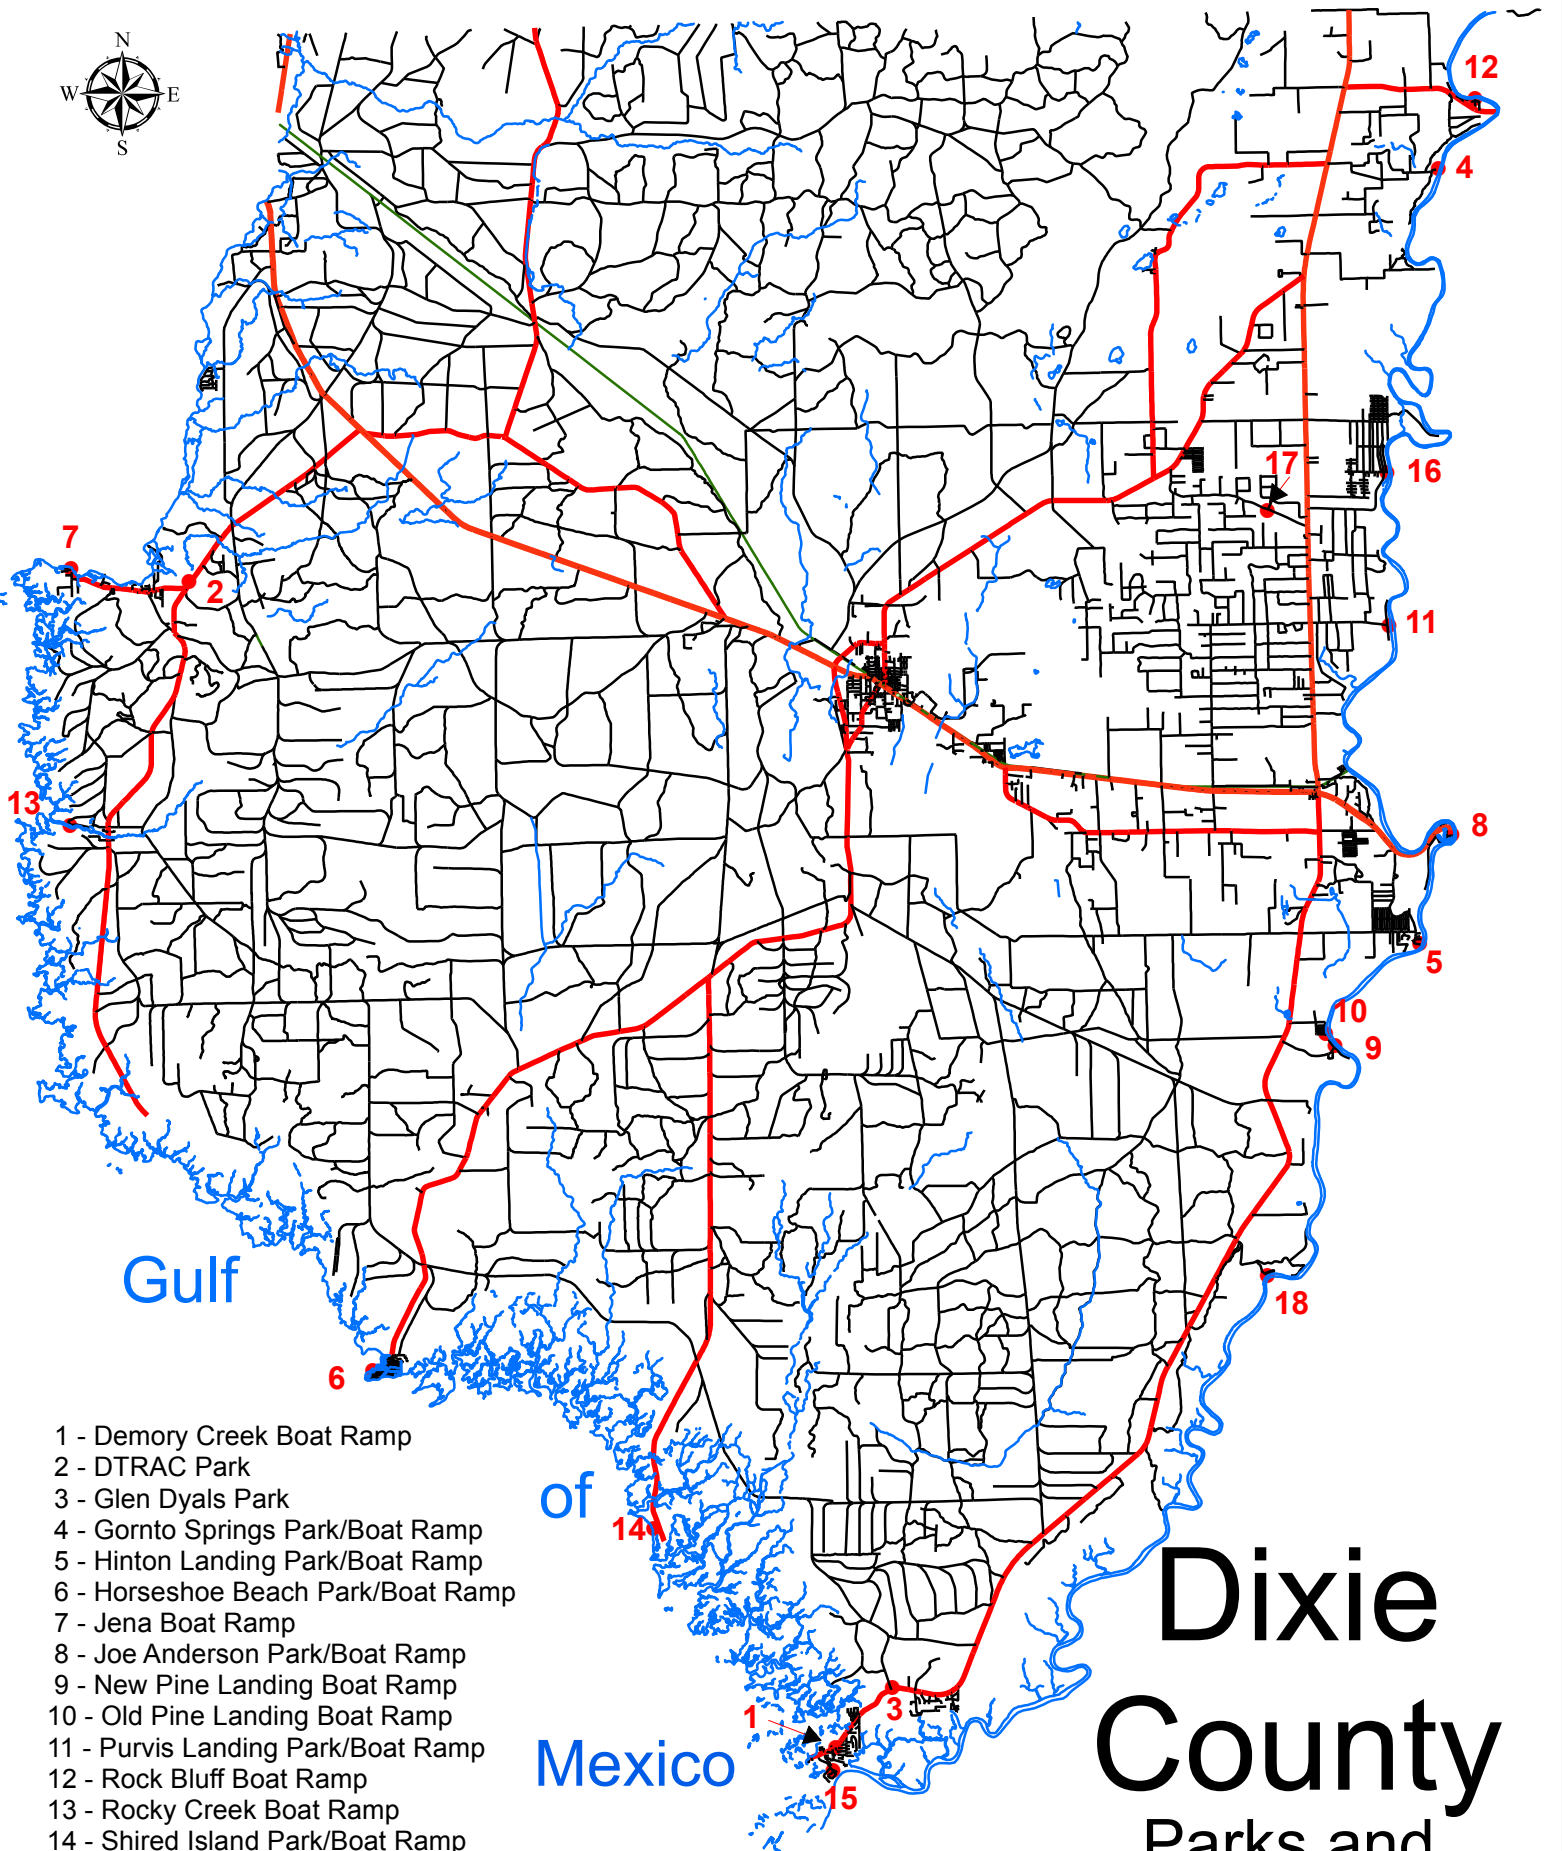 N
W E
S
12
4
17
16
7
2
11
13
8
5
10
9
Gulf
18
6
1 - Demory Creek Boat Ramp
2 - DTRAC Park
3 - Glen Dyals Park
4 - Gornto Springs Park/Boat Ramp
5 - Hinton Landing Park/Boat Ramp
6 - Horseshoe Beach Park/Boat Ramp
7 - Jena Boat Ramp
8 - Joe Anderson Park/Boat Ramp
9 - New Pine Landing Boat Ramp
10 - Old Pine Landing Boat Ramp
11 - Purvis Landing Park/Boat Ramp
12 - Rock Bluff Boat Ramp
13 - Rocky Creek Boat Ramp
14 - Shired Island Park/Boat Ramp
of
14
Mexico
1
3
15
Dixie
County
Parks and